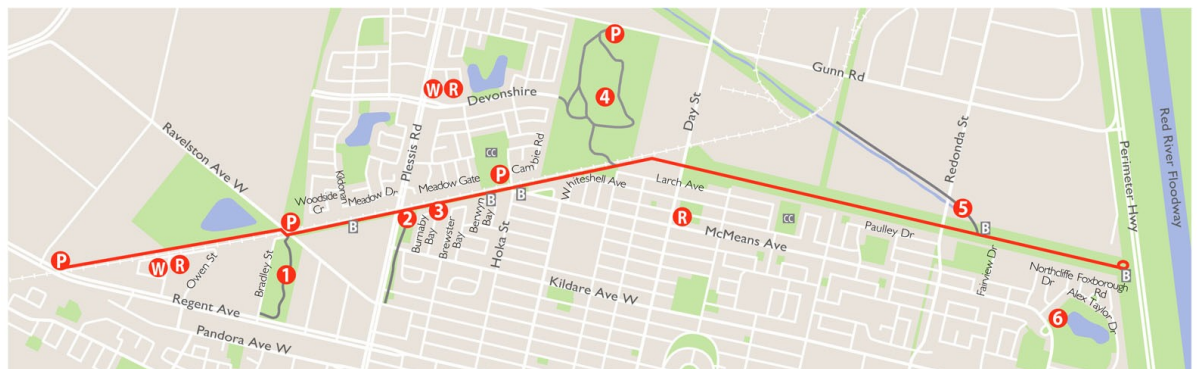 P
W R
Devonshire
4
Gunn Rd
Ravelston Ave W
Plessis Rd
Day St
Redonda St
Perimeter Hwy
Red River Floodway
CC
Cambie Rd
Kildonan
Meadow Gate
P
Meadow Dr
Woodside
Cr
Whiteshell Ave
Larch Ave
B
B
P
B
2
3
Burnaby
Bay
Brewster
Bay
Berwyn
Bay
Hoka St
R
CC
McMeans Ave
Paulley Dr
5
B
P
W R
Owen St
Bradley St
1
Regent Ave
Pandora Ave W
Kildare Ave W
Fairview Dr
Northcliffe
Dr
Foxborough
Rd
B
Alex Taylor Dr
6